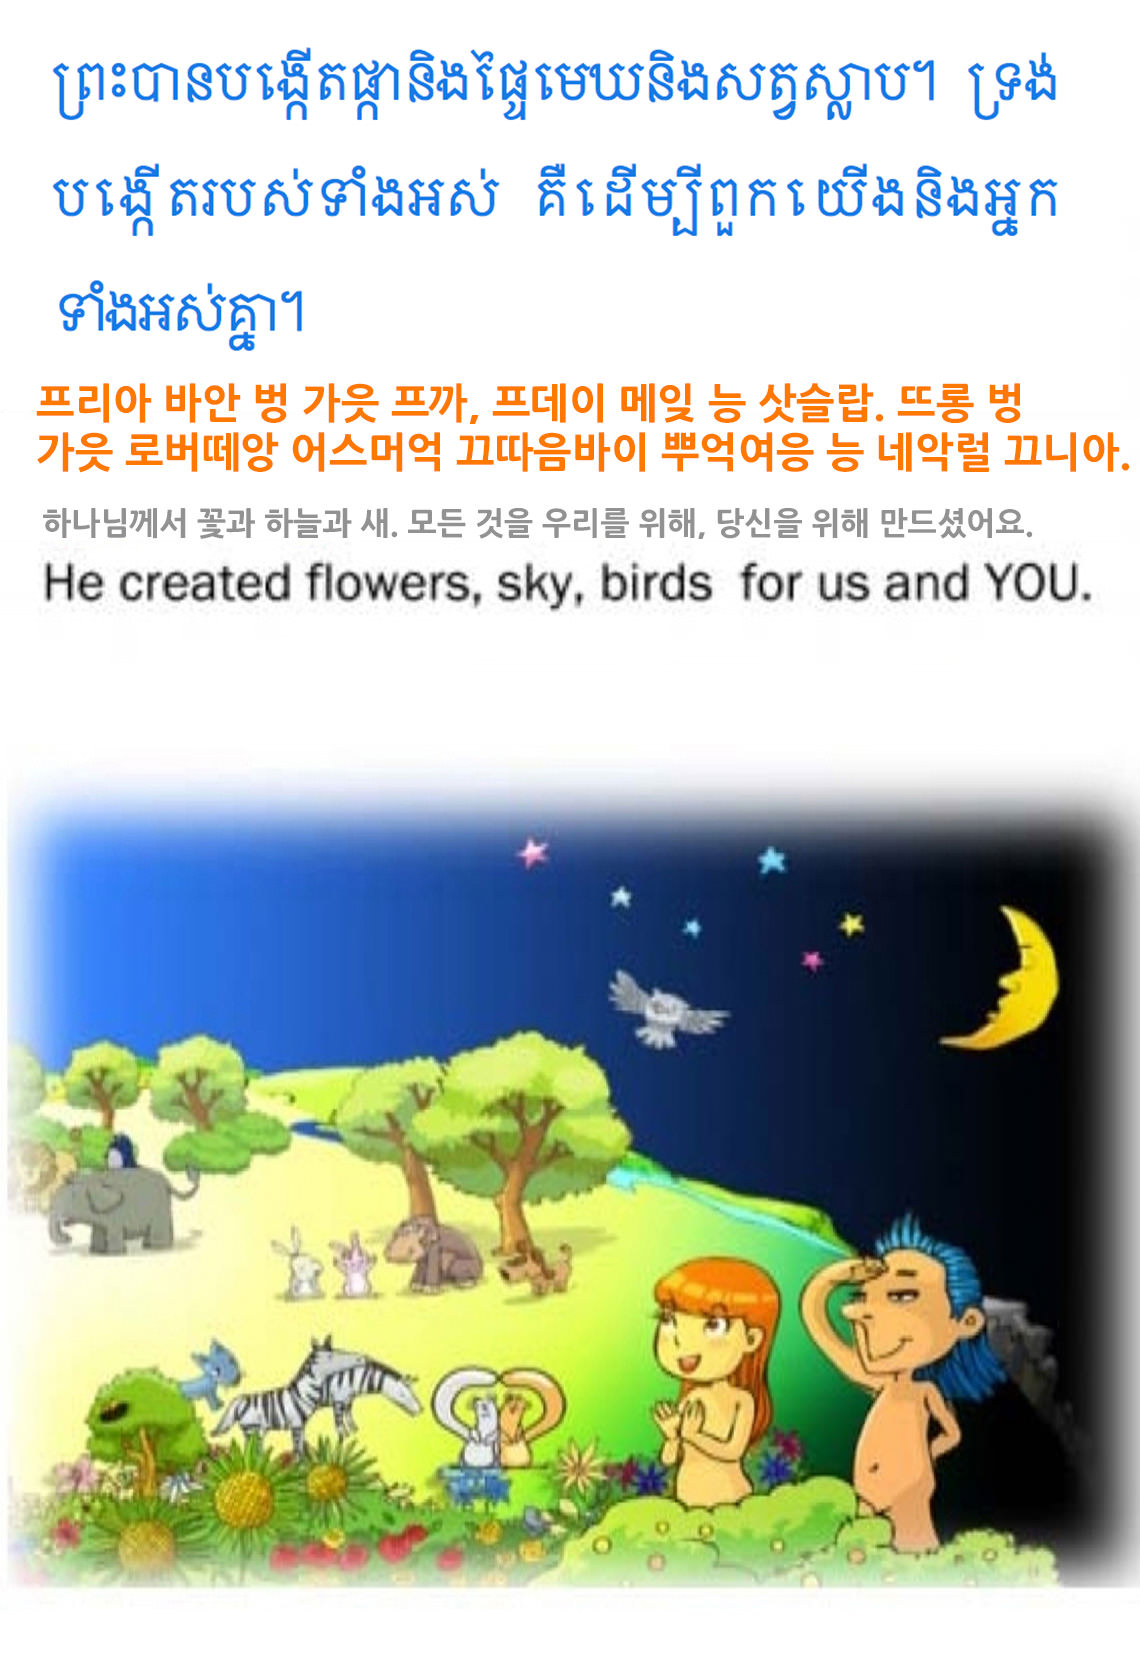 ព្រះបានបង្កើតផ្កានិងផ្ទៃមេឃនិងសត្វស្លាប។ ទ្រង់
បង្កើតរបស់ទាំងអស់ គឺដើម្បីពួកយើងនិងអ្នក
ទាំងអស់គ្នា។
프리아 바안 벙 가읏 프까, 프데이 메잊 능 삿슬랍. 뜨롱 벙
가읏 로버떼앙 어스머억 끄따음바이 뿌억여응 능 네악럴 끄니아.
하나님께서 꽃과 하늘과 새. 모든 것을 우리를 위해, 당신을 위해 만드셨어요.
He created flowers, sky, birds for us and YOU.